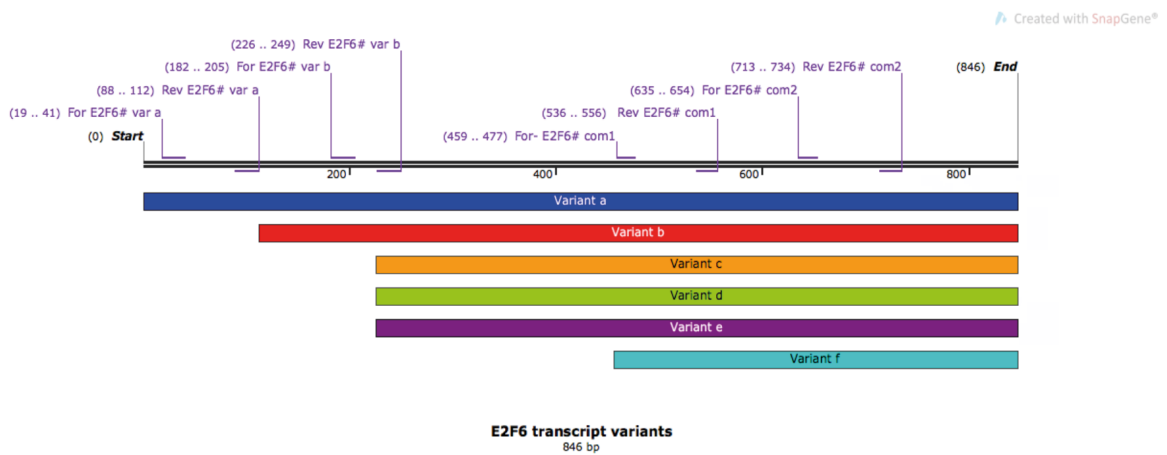 Created with SnapGene®
(226 .. 249) Rev E2F6# var b
(182 .. 205) For E2F6# var b
(713 .. 734) Rev E2F6# com2
(846) End
(88 .. 112) Rev E2F6# var a
(635 .. 654) For E2F6# com2
(19 .. 41) For E2F6# var a
(536 .. 556) Rev E2F6# com1
(0) Start
(459 .. 477) For- E2F6# com1
200
400
600
800
Variant a
Variant b
Variant c
Variant d
Variant e
Variant f
E2F6 transcript variants
846 bp